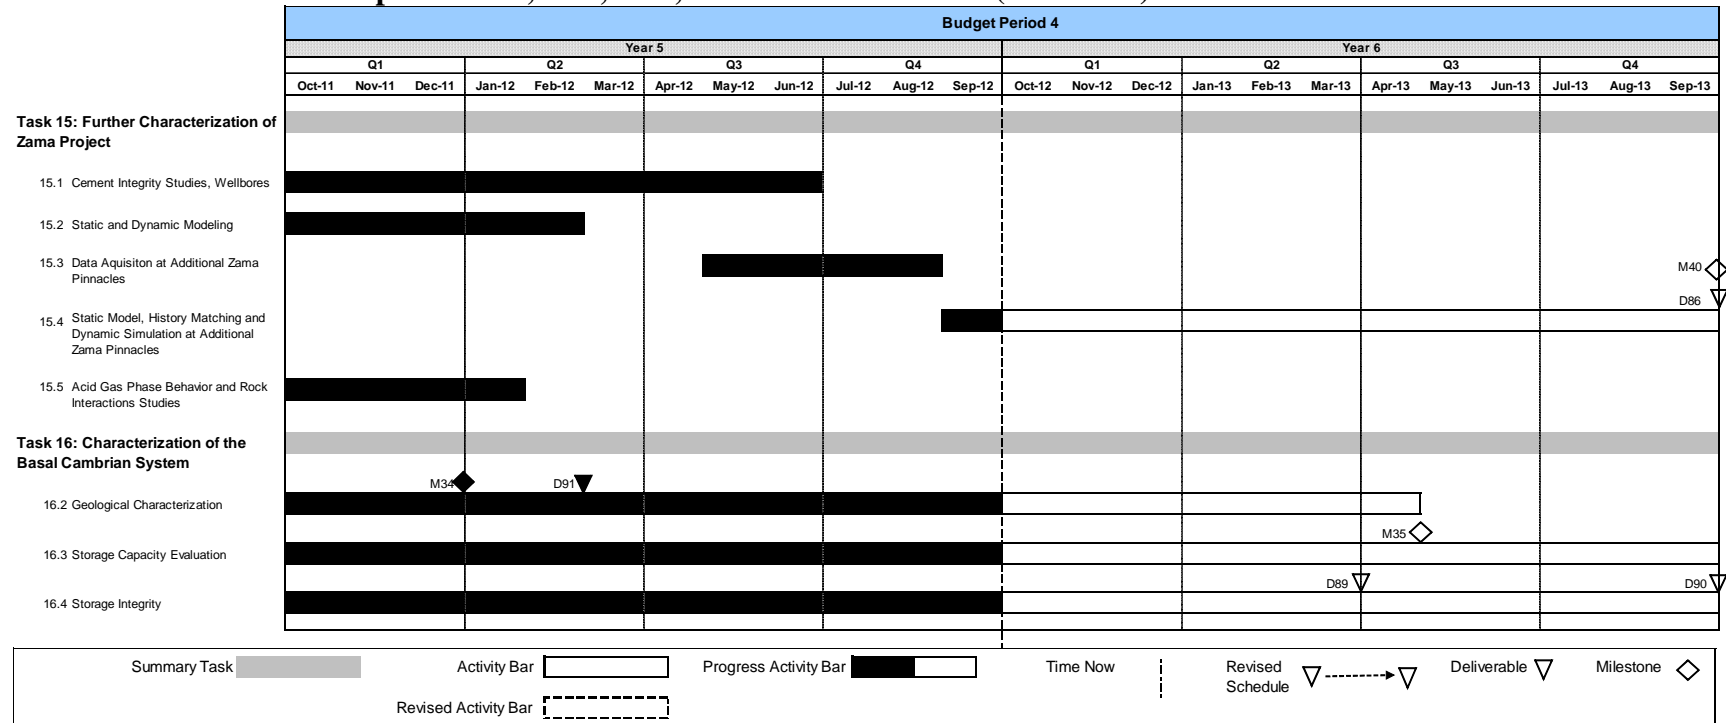 Budget Period 4
Year 5 Year 6
Q1 Q2 Q3 Q4 Q1 Q2 Q3 Q4
Oct-11 Nov-11 Dec-11 Jan-12 Feb-12 Mar-12 Apr-12 May-12 Jun-12 Jul-12 Aug-12 Sep-12 Oct-12 Nov-12 Dec-12 Jan-13 Feb-13 Mar-13 Apr-13 May-13 Jun-13 Jul-13 Aug-13 Sep-13
Task 15: Further Characterization of
Zama Project
15.1 Cement Integrity Studies, Wellbores
15.2 Static and Dynamic Modeling
15.3 Data Aquisiton at Additional Zama
Pinnacles
M40
D86
15.4 Static Model, History Matching and
Dynamic Simulation at Additional
Zama Pinnacles
15.5 Acid Gas Phase Behavior and Rock
Interactions Studies
Task 16: Characterization of the
Basal Cambrian System
M34 D91
16.2 Geological Characterization
M35
16.3 Storage Capacity Evaluation
D89 D90
16.4 Storage Integrity
Summary Task Activity Bar Progress Activity Bar Time Now Revised Deliverable Milestone
Schedule
Revised Activity Bar